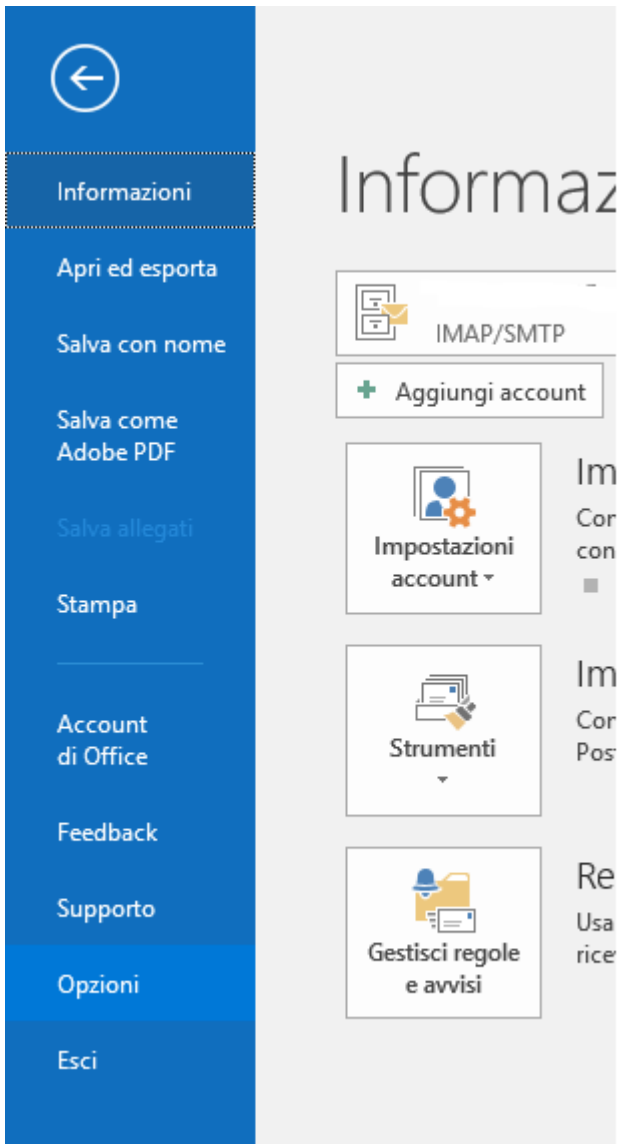 Informazioni
Apri ed esporta
Salva con nome
Salva come
Adobe PDF
Salva allegati
Stampa
Account
di Office
Feedback
Supporto
Opzioni
Esci
Informaz
IMAP/SMTP
Aggiungi account
Impostazioni
account
Im
Cor
con
Strumenti
Im
Cor
Pos
Gestisci regole
e avvisi
Re
Usa
rice